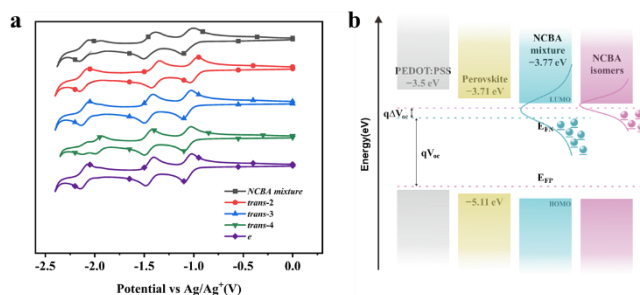 a
NCBA mixture
trans-2
trans-3
trans-4
e
-2.5
-2.0
-1.5
-1.0
-0.5
0.0
Potential vs Ag/Ag+(V)
b
Energy(eV)
PEDOT:PSS
−3.5 eV
Perovskite
−3.71 eV
NCBA
mixture
−3.77 eV
NCBA
isomers
LUMO
qΔVoc
EFN
qVoc
EFP
−5.11 eV
HOMO